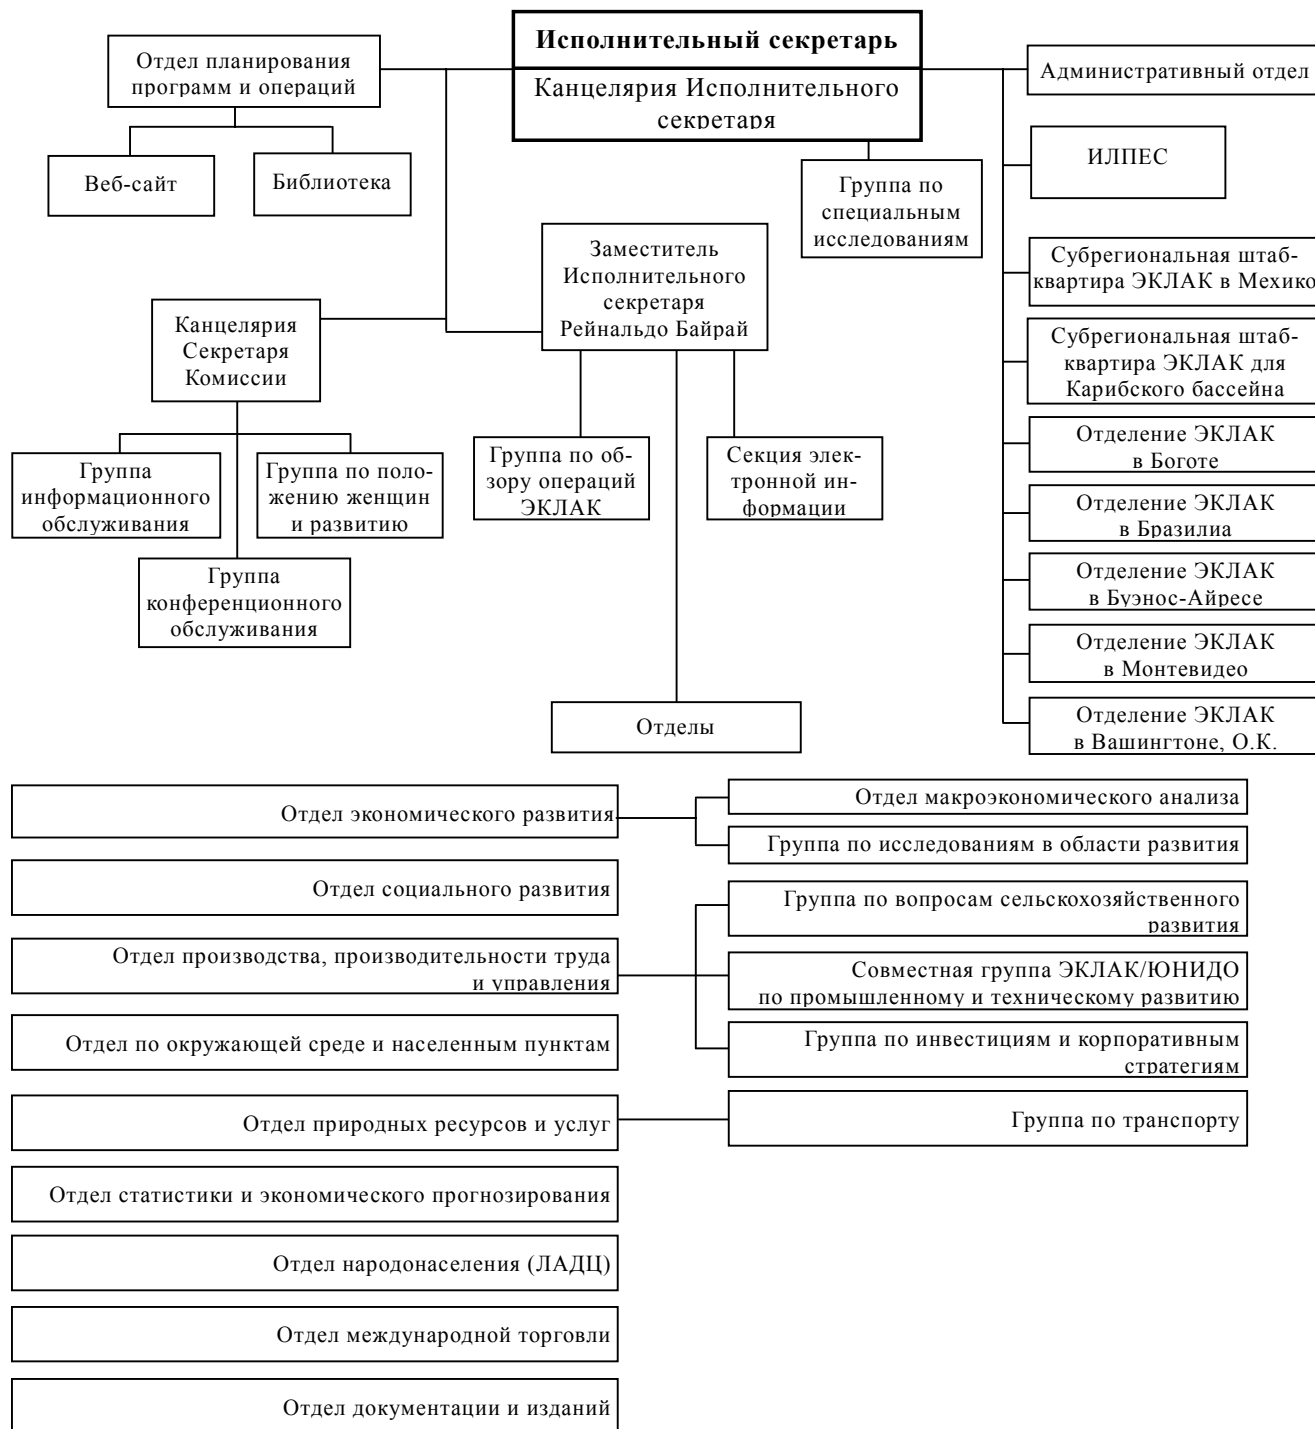 Исполнительный секретарь
Канцелярия Исполнительного
секретаря
Отдел планирования
программ и операций
Веб-сайт
Библиотека
Группа по
специальным
исследованиям
Заместитель
Исполнительного
секретаря
Рейнальдо Байрай
Канцелярия
Секретаря
Комиссии
Группа
информационного
обслуживания
Группа по поло-
жению женщин
и развитию
Группа
конференционного
обслуживания
Группа по об-
зору операций
ЭКЛАК
Секция элек-
тронной ин-
формации
Отделы
Административный отдел
ИЛПЕС
Субрегиональная штаб-
квартира ЭКЛАК в Мехико
Субрегиональная штаб-
квартира ЭКЛАК для
Карибского бассейна
Отделение ЭКЛАК
в Боготе
Отделение ЭКЛАК
в Бразилиа
Отделение ЭКЛАК
в Буэнос-Айресе
Отделение ЭКЛАК
в Монтевидео
Отделение ЭКЛАК
в Вашингтоне, О.К.
Отдел экономического развития
Отдел макроэкономического анализа
Группа по исследованиям в области развития
Отдел социального развития
Отдел производства, производительности труда
и управления
Группа по вопросам сельскохозяйственного
развития
Совместная группа ЭКЛАК/ЮНИДО
по промышленному и техническому развитию
Группа по инвестициям и корпоративным
стратегиям
Отдел по окружающей среде и населенным пунктам
Отдел природных ресурсов и услуг
Группа по транспорту
Отдел статистики и экономического прогнозирования
Отдел народонаселения (ЛАДЦ)
Отдел международной торговли
Отдел документации и изданий